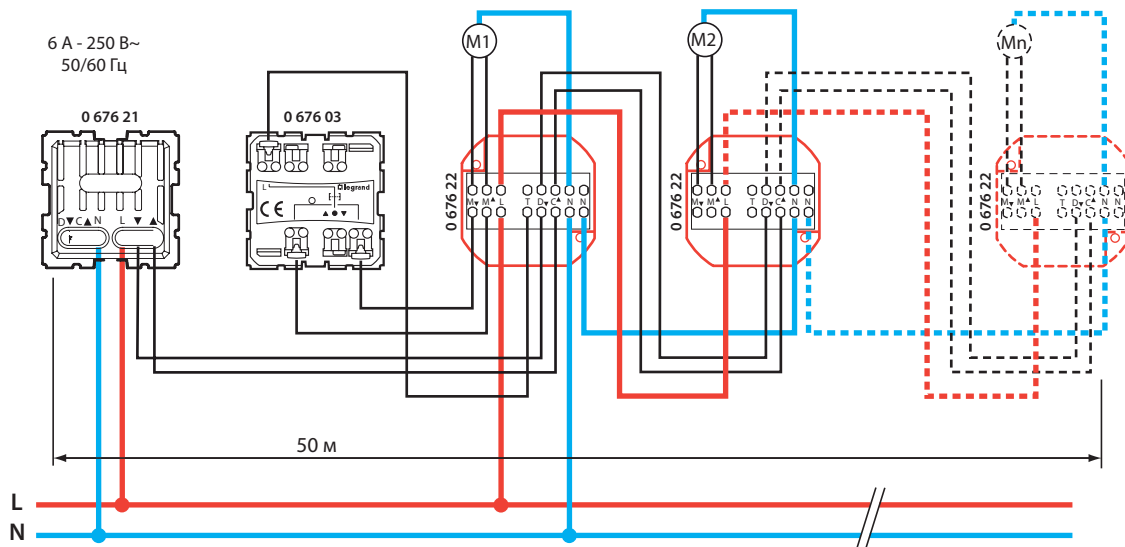 6 А - 250 В~
50/60 Гц
0 676 21
0 676 03
M1
M2
Mn
L
legrand
CE
▲ ● ▼
D▼C▲N L ▼ ▲
0 676 22
M▼ M▲ L T D▼ C▲ N N
0 676 22
M▼ M▲ L T D▼ C▲ N N
0 676 22
M▼ M▲ L T D▼ C▲ N N
50 м
L
N